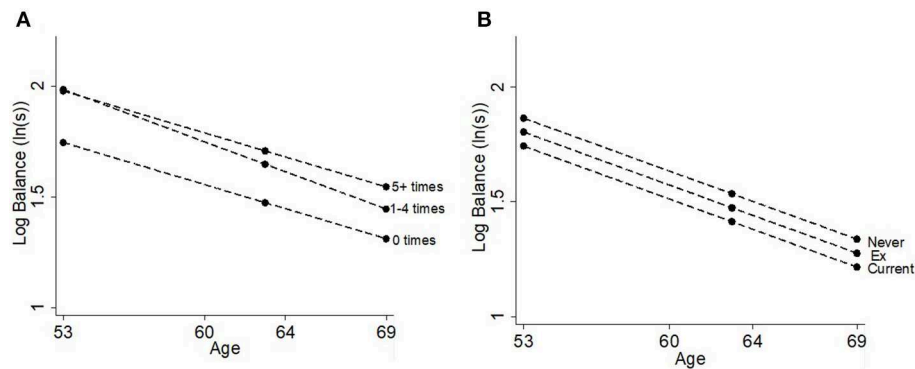 A
Log Balance (ln(s))
2
1.5
1
5+ times
1-4 times
0 times
53
60
64
69
Age
B
Log Balance (ln(s))
2
1.5
1
Never
Ex
Current
53
60
64
69
Age